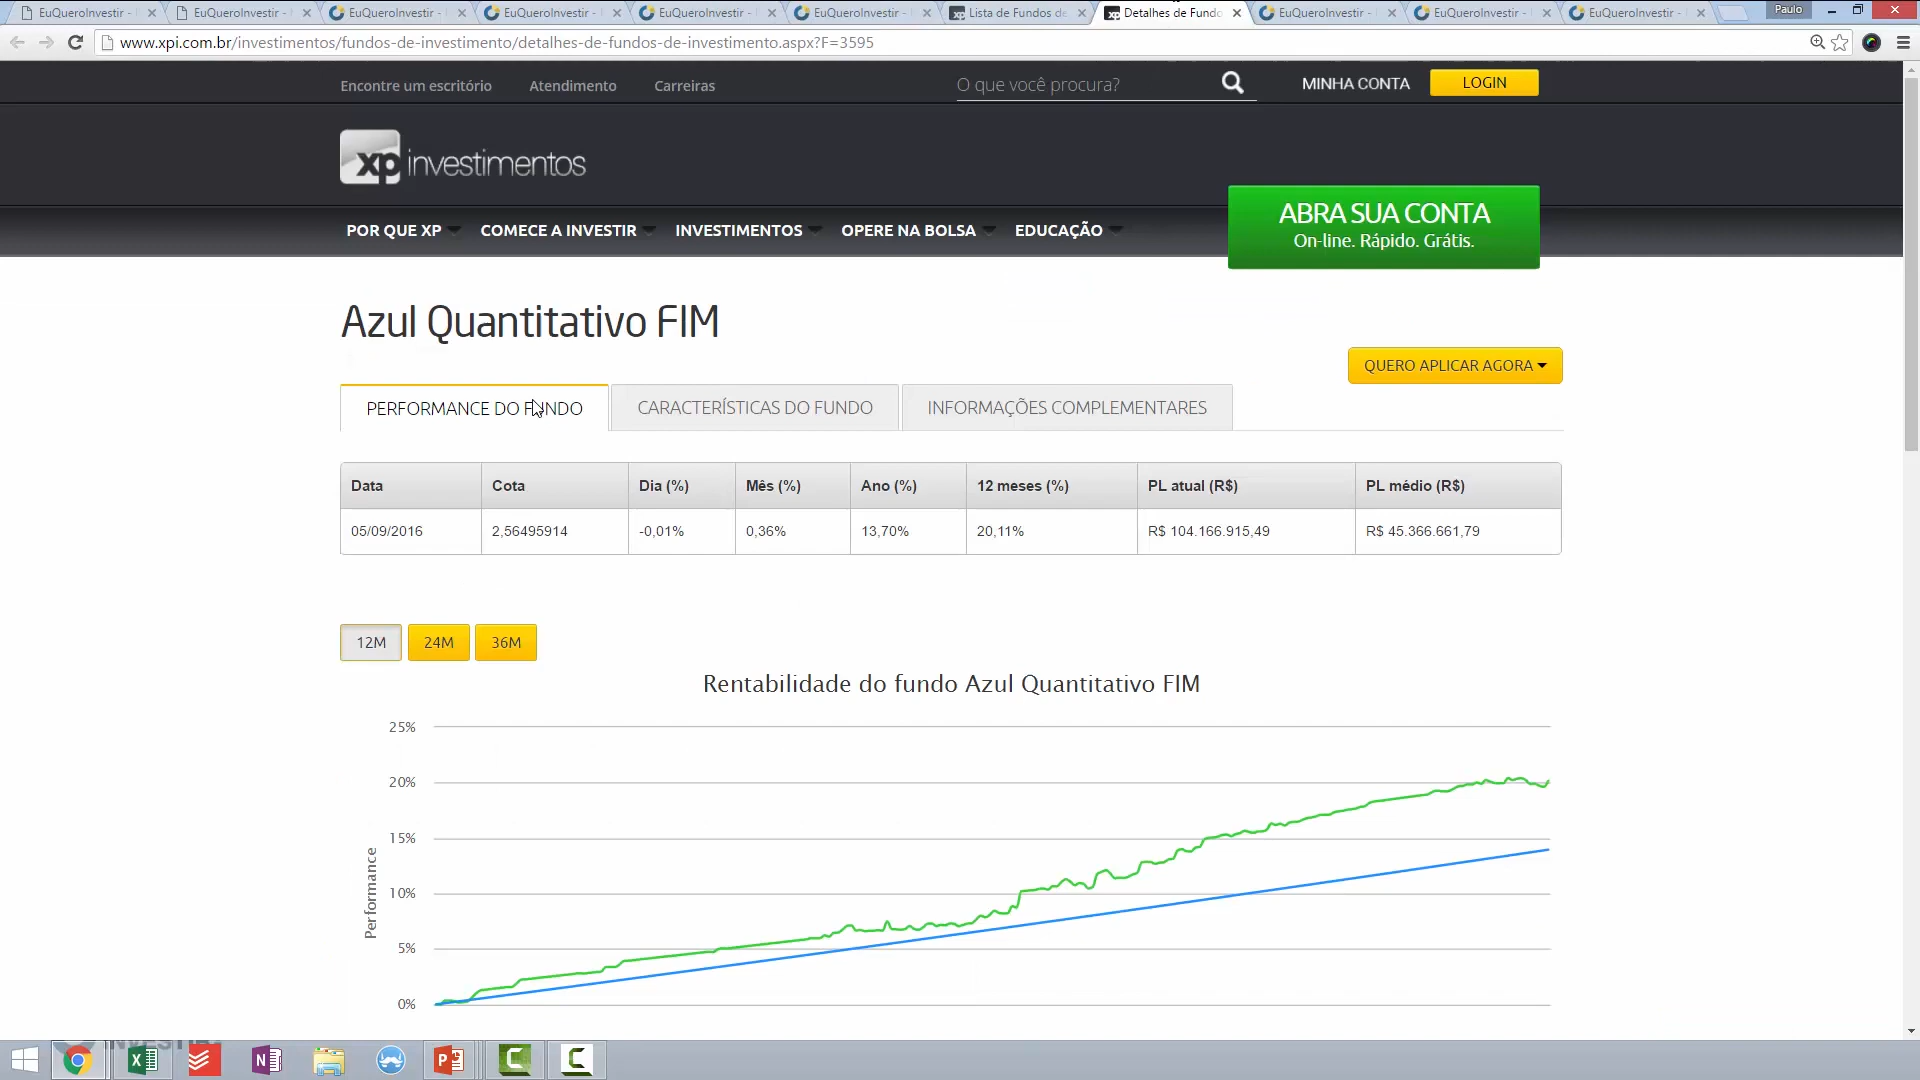 EuQueroInvestir -
EuQueroInvestir -
EuQueroInvestir -
EuQueroInvestir -
EuQueroInvestir -
EuQueroInvestir -
Lista de Fundos de
Detalhes de Fundo
EuQueroInvestir -
EuQueroInvestir -
EuQueroInvestir -
Paulo
www.xpi.com.br/investimentos/fundos-de-investimento/detalhes-de-fundos-de-investimento.aspx?F=3595
Encontre um escritório
Atendimento
Carreiras
O que você procura?
MINHA CONTA
LOGIN
xp investimentos
POR QUE XP
COMECE A INVESTIR
INVESTIMENTOS
OPERE NA BOLSA
EDUCAÇÃO
ABRA SUA CONTA
On-line. Rápido. Grátis.
Azul Quantitativo FIM
QUERO APLICAR AGORA
PERFORMANCE DO FUNDO
CARACTERÍSTICAS DO FUNDO
INFORMAÇÕES COMPLEMENTARES
Data Cota Dia (%) Mês (%) Ano (%) 12 meses (%) PL atual (R$) PL médio (R$)
05/09/2016 2,56495914 -0,01% 0,36% 13,70% 20,11% R$ 104.166.915,49 R$ 45.366.661,79
12M 24M 36M
Rentabilidade do fundo Azul Quantitativo FIM
25%
20%
15%
10%
5%
0%
Performance